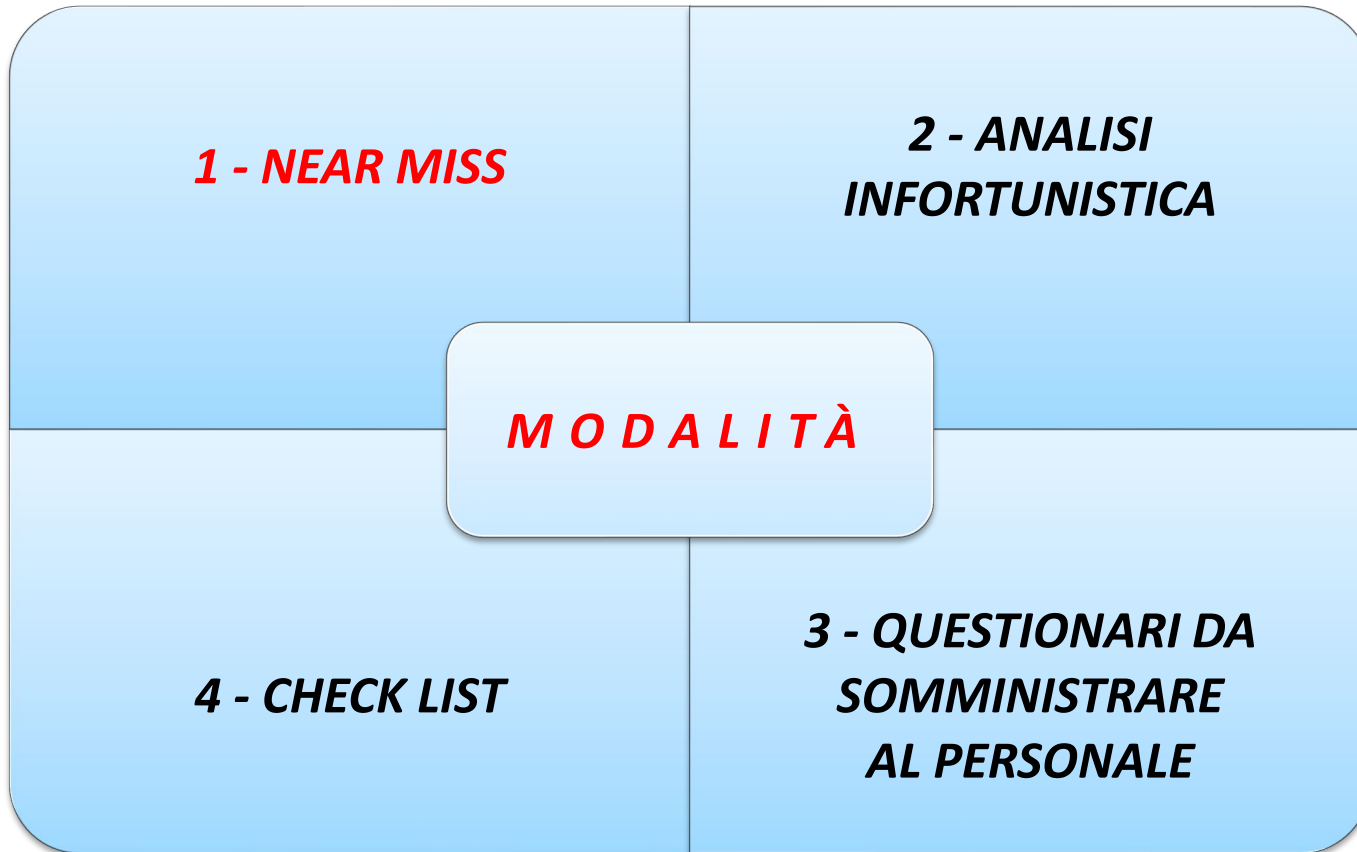 1 - NEAR MISS
2 - ANALISI
INFORTUNISTICA
M O D A L I T À
4 - CHECK LIST
3 - QUESTIONARI DA
SOMMINISTRARE
AL PERSONALE